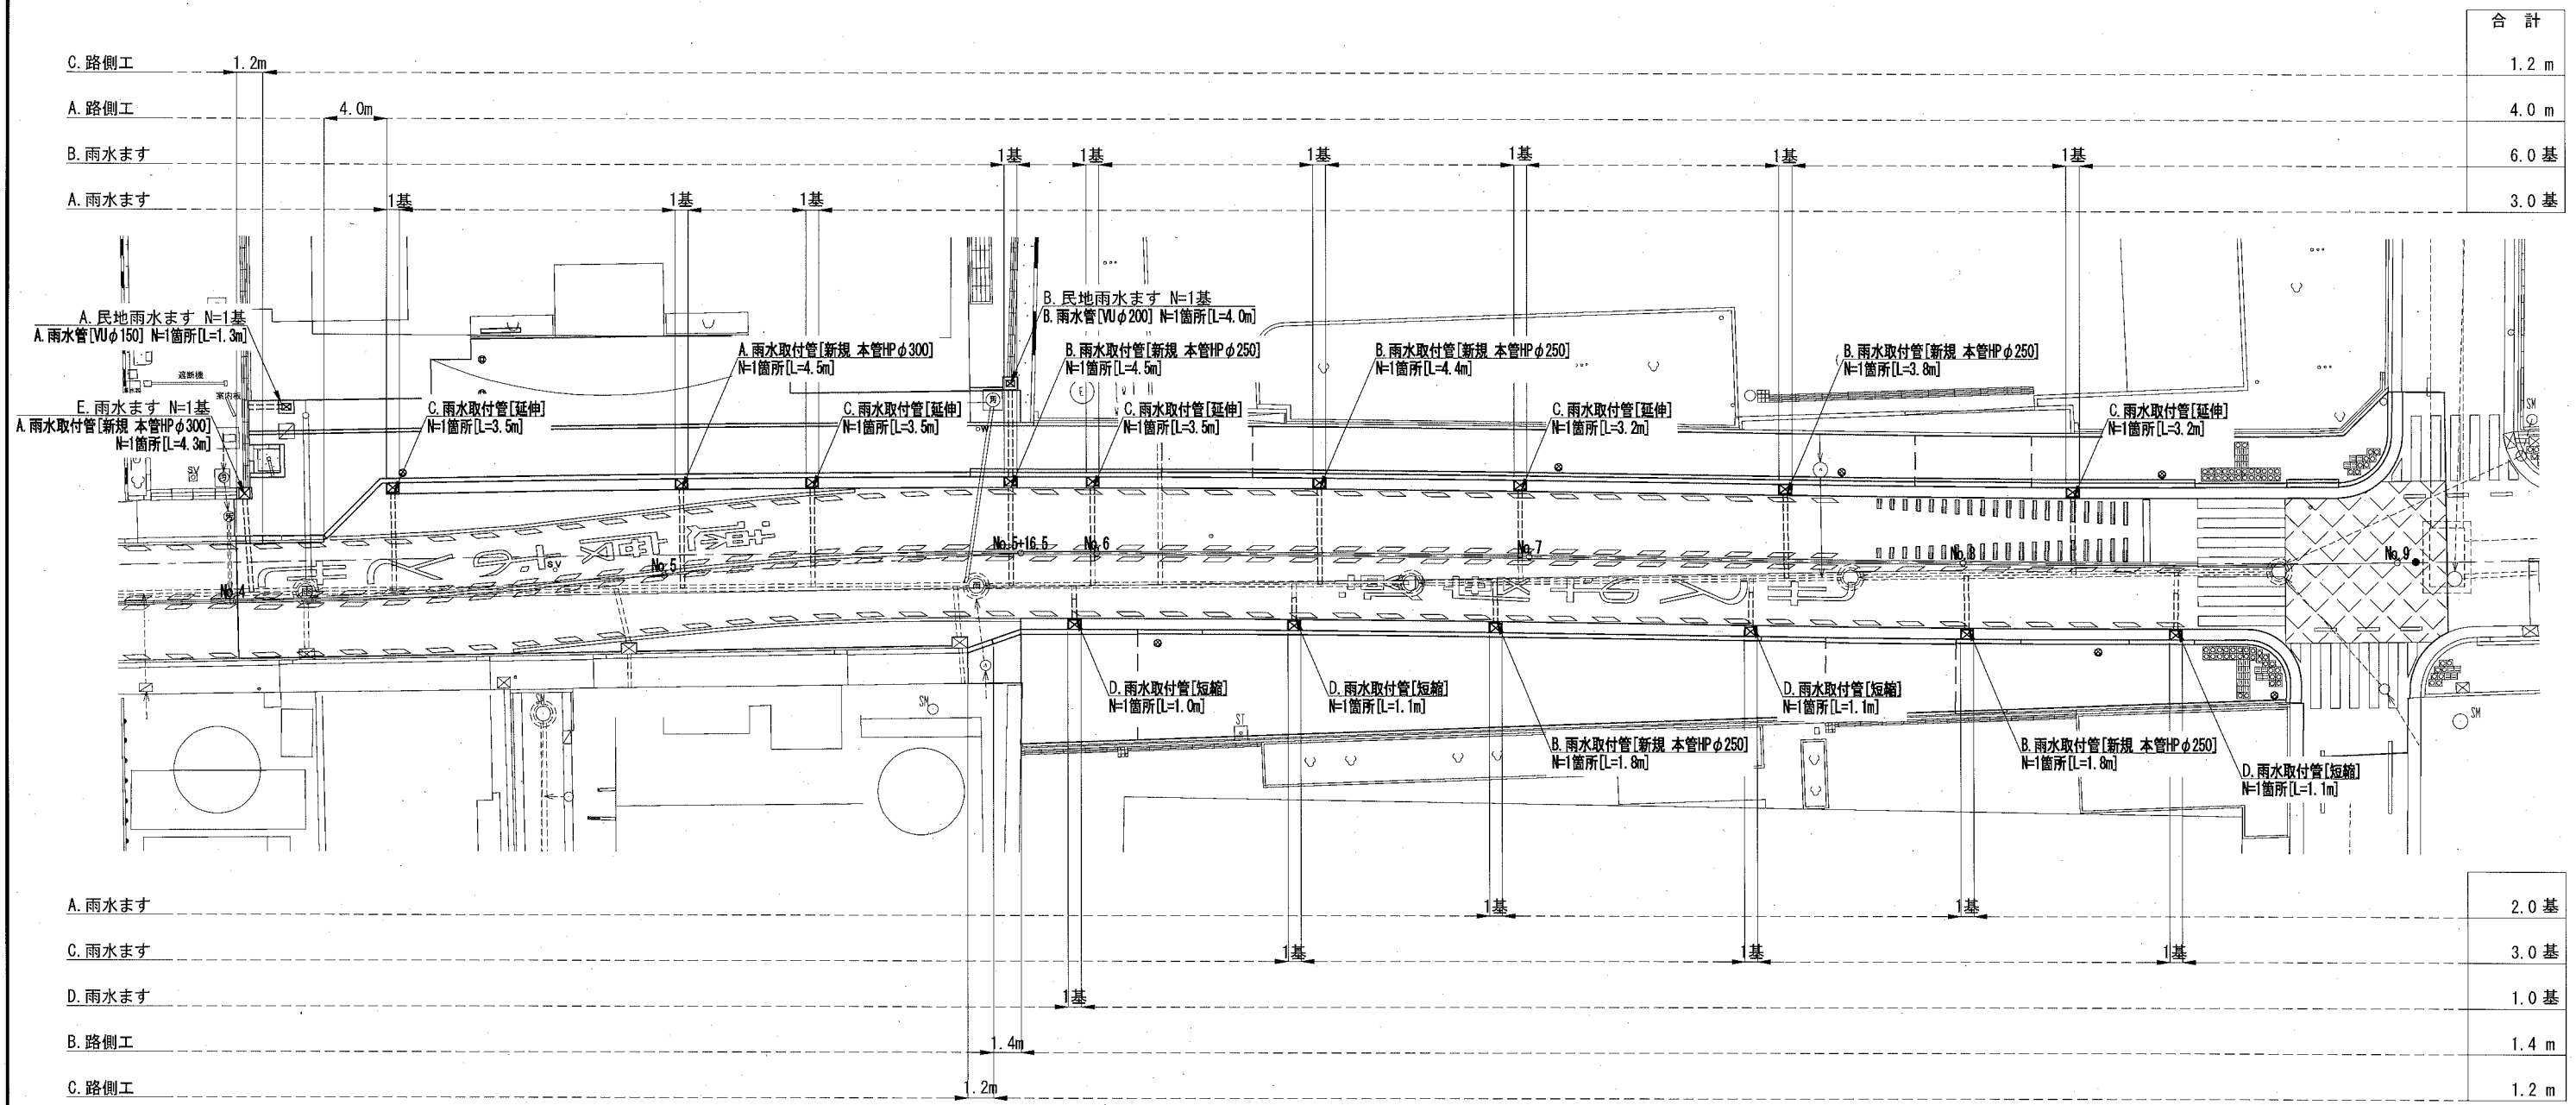 合 計
C. 路側工 1.2m 1.2 m
A. 路側工 4.0m 4.0 m
B. 雨水ます 1基 1基 1基 1基 1基 1基 6.0 基
A. 雨水ます 1基 1基 1基 3.0 基
A. 民地雨水ます N=1基
A. 雨水管[VUφ150] N=1箇所[L=1.3m]
B. 民地雨水ます N=1基
B. 雨水管[VUφ200] N=1箇所[L=4.0m]
A. 雨水取付管[新規 本管HPφ300]
N=1箇所[L=4.5m]
B. 雨水取付管[新規 本管HPφ250]
N=1箇所[L=4.5m]
B. 雨水取付管[新規 本管HPφ250]
N=1箇所[L=4.4m]
B. 雨水取付管[新規 本管HPφ250]
N=1箇所[L=3.8m]
遮断機
案内板
E. 雨水ます N=1基
A. 雨水取付管[新規 本管HPφ300]
N=1箇所[L=4.3m]
C. 雨水取付管[延伸]
N=1箇所[L=3.5m]
C. 雨水取付管[延伸]
N=1箇所[L=3.5m]
C. 雨水取付管[延伸]
N=1箇所[L=3.5m]
C. 雨水取付管[延伸]
N=1箇所[L=3.2m]
C. 雨水取付管[延伸]
N=1箇所[L=3.2m]
E
W
SM
SV
SV
No.4
No.5
No.5+16.5
No.6
No.7
No.8
No.9
A
A
D. 雨水取付管[短縮]
N=1箇所[L=1.0m]
D. 雨水取付管[短縮]
N=1箇所[L=1.1m]
D. 雨水取付管[短縮]
N=1箇所[L=1.1m]
SM
SM
ST
SM
B. 雨水取付管[新規 本管HPφ250]
N=1箇所[L=1.8m]
B. 雨水取付管[新規 本管HPφ250]
N=1箇所[L=1.8m]
D. 雨水取付管[短縮]
N=1箇所[L=1.1m]
A. 雨水ます 1基 1基 2.0 基
C. 雨水ます 1基 1基 1基 3.0 基
D. 雨水ます 1基 1.0 基
B. 路側工 1.4m 1.4 m
C. 路側工 1.2m 1.2 m